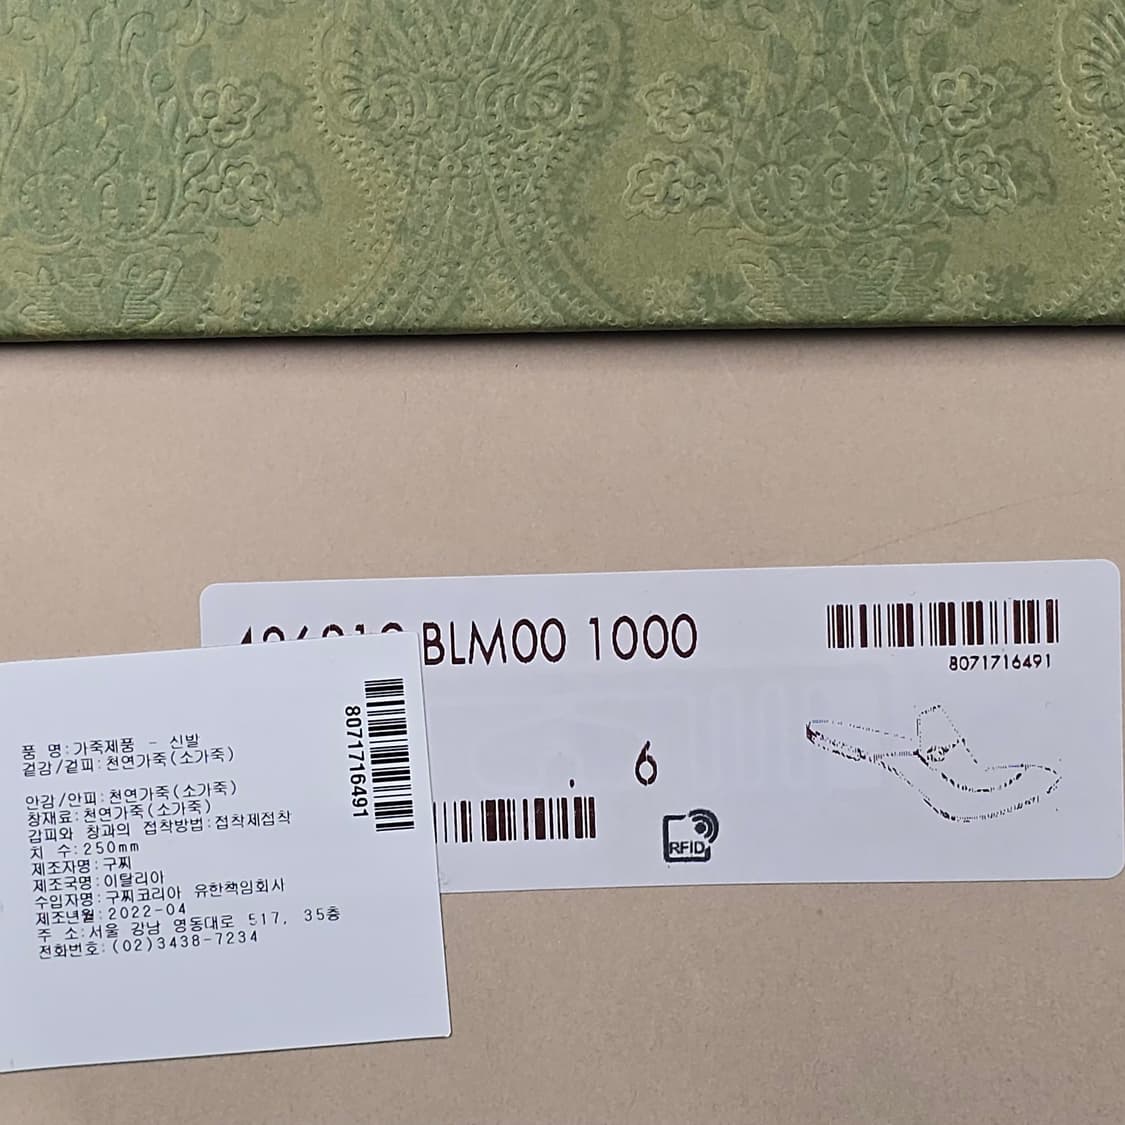 BLM00 1000
8071716491
6
RFID
8071716491
품 명:가죽제품 - 신발
겉감/겉피:천연가죽(소가죽)
안감/안피:천연가죽(소가죽)
창재료:천연가죽(소가죽)
갑피와 창과의 접착방법:접착제접착
치 수:250mm
제조자명:구찌
제조국명:이탈리아
수입자명:구찌코리아 유한책임회사
제조년월:2022-04
주 소:서울 강남 영동대로 517, 35층
전화번호:(02)3438-7234